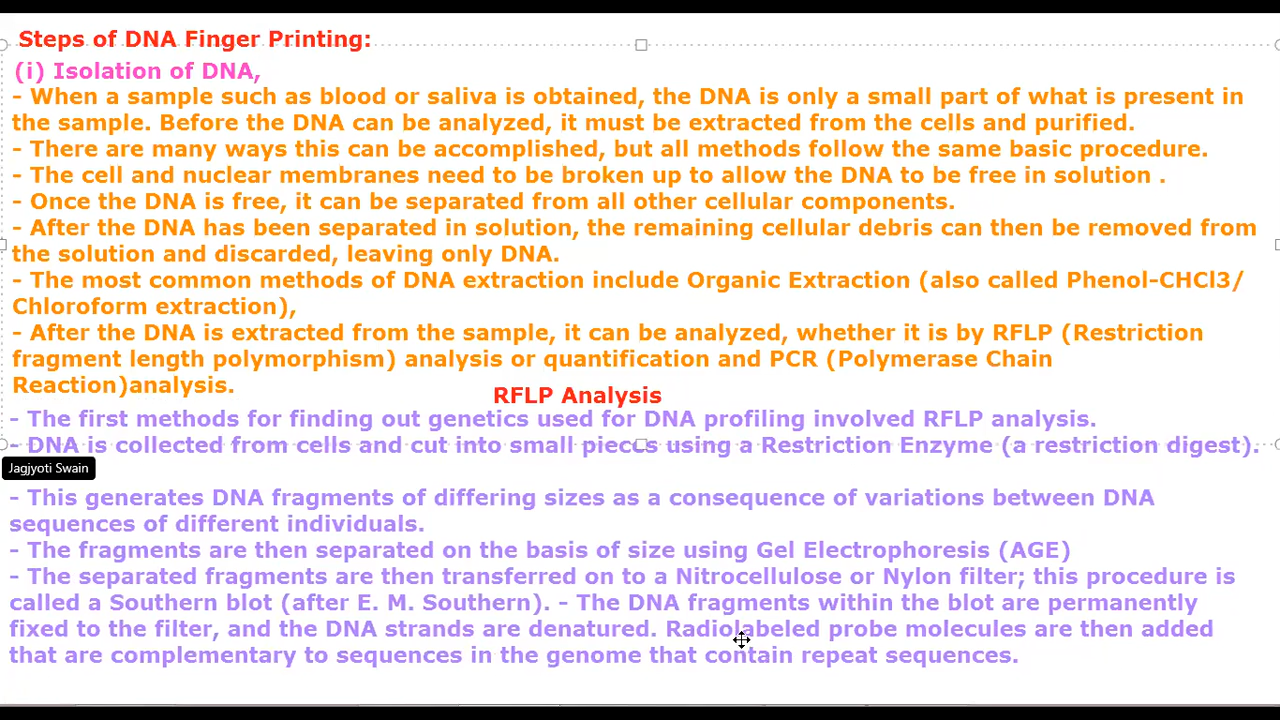 Steps of DNA Finger Printing:
(i) Isolation of DNA,
- When a sample such as blood or saliva is obtained, the DNA is only a small part of what is present in
the sample. Before the DNA can be analyzed, it must be extracted from the cells and purified.
- There are many ways this can be accomplished, but all methods follow the same basic procedure.
- The cell and nuclear membranes need to be broken up to allow the DNA to be free in solution .
- Once the DNA is free, it can be separated from all other cellular components.
- After the DNA has been separated in solution, the remaining cellular debris can then be removed from
the solution and discarded, leaving only DNA.
- The most common methods of DNA extraction include Organic Extraction (also called Phenol-CHCl3/
Chloroform extraction),
- After the DNA is extracted from the sample, it can be analyzed, whether it is by RFLP (Restriction
fragment length polymorphism) analysis or quantification and PCR (Polymerase Chain
Reaction)analysis.
RFLP Analysis
- The first methods for finding out genetics used for DNA profiling involved RFLP analysis.
- DNA is collected from cells and cut into small pieces using a Restriction Enzyme (a restriction digest).
Jagjyoti Swain
- This generates DNA fragments of differing sizes as a consequence of variations between DNA
sequences of different individuals.
- The fragments are then separated on the basis of size using Gel Electrophoresis (AGE)
- The separated fragments are then transferred on to a Nitrocellulose or Nylon filter; this procedure is
called a Southern blot (after E. M. Southern). - The DNA fragments within the blot are permanently
fixed to the filter, and the DNA strands are denatured. Radiolabeled probe molecules are then added
that are complementary to sequences in the genome that contain repeat sequences.